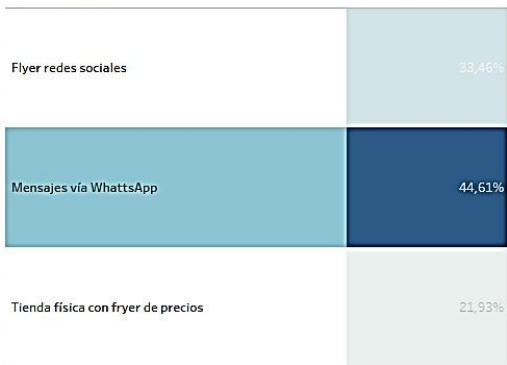 Flyer redes sociales 33,46%
Mensajes vía WhattsApp 44,61%
Tienda física con fryer de precios 21,93%